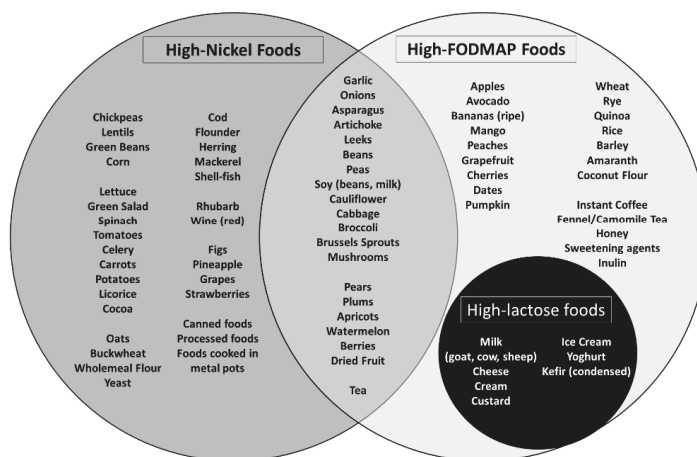 High-Nickel Foods
Chickpeas
Lentils
Green Beans
Corn
Lettuce
Green Salad
Spinach
Tomatoes
Celery
Carrots
Potatoes
Licorice
Cocoa
Oats
Buckwheat
Wholemeal Flour
Yeast
Cod
Flounder
Herring
Mackerel
Shell-fish
Rhubarb
Wine (red)
Figs
Pineapple
Grapes
Strawberries
Canned foods
Processed foods
Foods cooked in
metal pots
Garlic
Onions
Asparagus
Artichoke
Leeks
Beans
Peas
Soy (beans, milk)
Cauliflower
Cabbage
Broccoli
Brussels Sprouts
Mushrooms
Pears
Plums
Apricots
Watermelon
Berries
Dried Fruit
Tea
High-FODMAP Foods
Apples
Avocado
Bananas (ripe)
Mango
Peaches
Grapefruit
Cherries
Dates
Pumpkin
Wheat
Rye
Quinoa
Rice
Barley
Amaranth
Coconut Flour
Instant Coffee
Fennel/Camomile Tea
Honey
Sweetening agents
Inulin
High-lactose foods
Milk
(goat, cow, sheep)
Cheese
Cream
Custard
Ice Cream
Yoghurt
Kefir (condensed)